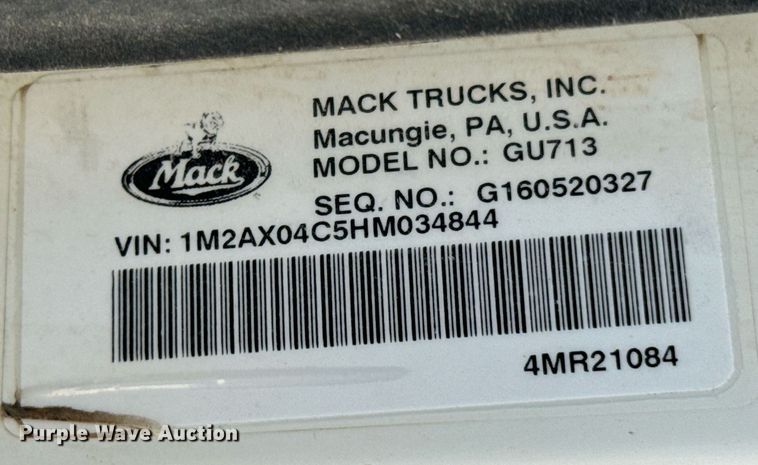 MACK TRUCKS, INC.
Macungie, PA, U.S.A.
MODEL NO.: GU713
Mack
SEQ. NO.: G160520327
VIN: 1M2AX04C5HM034844
4MR21084
Purple Wave Auction